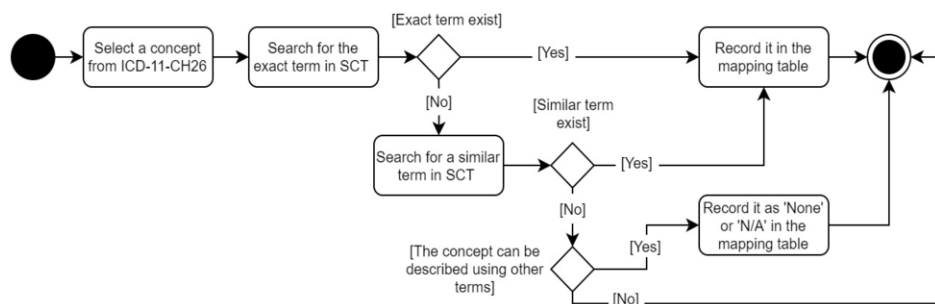 [Exact term exist]
Select a concept
from ICD-11-CH26
Search for the
exact term in SCT
[Yes]
Record it in the
mapping table
[No]
[Similar term
exist]
Search for a similar
term in SCT
[Yes]
[No]
[The concept can be
described using other
terms]
[Yes]
Record it as 'None'
or 'N/A' in the
mapping table
[No]